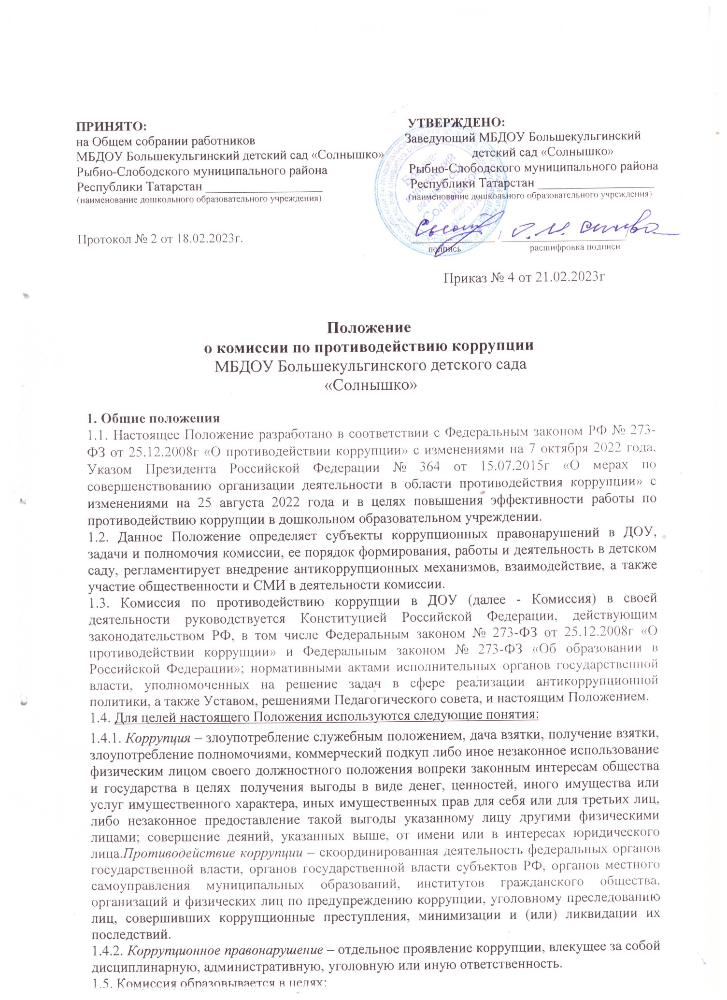 ПРИНЯТО:
на Общем собрании работников
МБДОУ Большекульгинский детский сад «Солнышко»
Рыбно-Слободского муниципального района
Республики Татарстан
(наименование дошкольного образовательного учреждения)
Протокол № 2 от 18.02.2023г.
УТВЕРЖДЕНО:
Заведующий МБДОУ Большекульгинский
детский сад «Солнышко»
Рыбно-Слободского муниципального района
Республики Татарстан
(наименование дошкольного образовательного учреждения)
Больше-
кульгинский
детский сад
«Солнышко»
ИНН
/ /
подпись расшифровка подписи
Приказ № 4 от 21.02.2023г
Положение
о комиссии по противодействию коррупции
МБДОУ Большекульгинского детского сада
«Солнышко»
1. Общие положения
1.1. Настоящее Положение разработано в соответствии с Федеральным законом РФ № 273-
ФЗ от 25.12.2008г «О противодействии коррупции» с изменениями на 7 октября 2022 года,
Указом Президента Российской Федерации № 364 от 15.07.2015г «О мерах по
совершенствованию организации деятельности в области противодействия коррупции» с
изменениями на 25 августа 2022 года и в целях повышения эффективности работы по
противодействию коррупции в дошкольном образовательном учреждении.
1.2. Данное Положение определяет субъекты коррупционных правонарушений в ДОУ,
задачи и полномочия комиссии, ее порядок формирования, работы и деятельность в детском
саду, регламентирует внедрение антикоррупционных механизмов, взаимодействие, а также
участие общественности и СМИ в деятельности комиссии.
1.3. Комиссия по противодействию коррупции в ДОУ (далее - Комиссия) в своей
деятельности руководствуется Конституцией Российской Федерации, действующим
законодательством РФ, в том числе Федеральным законом № 273-ФЗ от 25.12.2008г «О
противодействии коррупции» и Федеральным законом № 273-ФЗ «Об образовании в
Российской Федерации»; нормативными актами исполнительных органов государственной
власти, уполномоченных на решение задач в сфере реализации антикоррупционной
политики, а также Уставом, решениями Педагогического совета, и настоящим Положением.
1.4. Для целей настоящего Положения используются следующие понятия:
1.4.1. Коррупция – злоупотребление служебным положением, дача взятки, получение взятки,
злоупотребление полномочиями, коммерческий подкуп либо иное незаконное использование
физическим лицом своего должностного положения вопреки законным интересам общества
и государства в целях получения выгоды в виде денег, ценностей, иного имущества или
услуг имущественного характера, иных имущественных прав для себя или для третьих лиц,
либо незаконное предоставление такой выгоды указанному лицу другими физическими
лицами; совершение деяний, указанных выше, от имени или в интересах юридического
лица.Противодействие коррупции – скоординированная деятельность федеральных органов
государственной власти, органов государственной власти субъектов РФ, органов местного
самоуправления муниципальных образований, институтов гражданского общества,
организаций и физических лиц по предупреждению коррупции, уголовному преследованию
лиц, совершивших коррупционные преступления, минимизации и (или) ликвидации их
последствий.
1.4.2. Коррупционное правонарушение – отдельное проявление коррупции, влекущее за собой
дисциплинарную, административную, уголовную или иную ответственность.
1.5. Комиссия образовывается в целях: